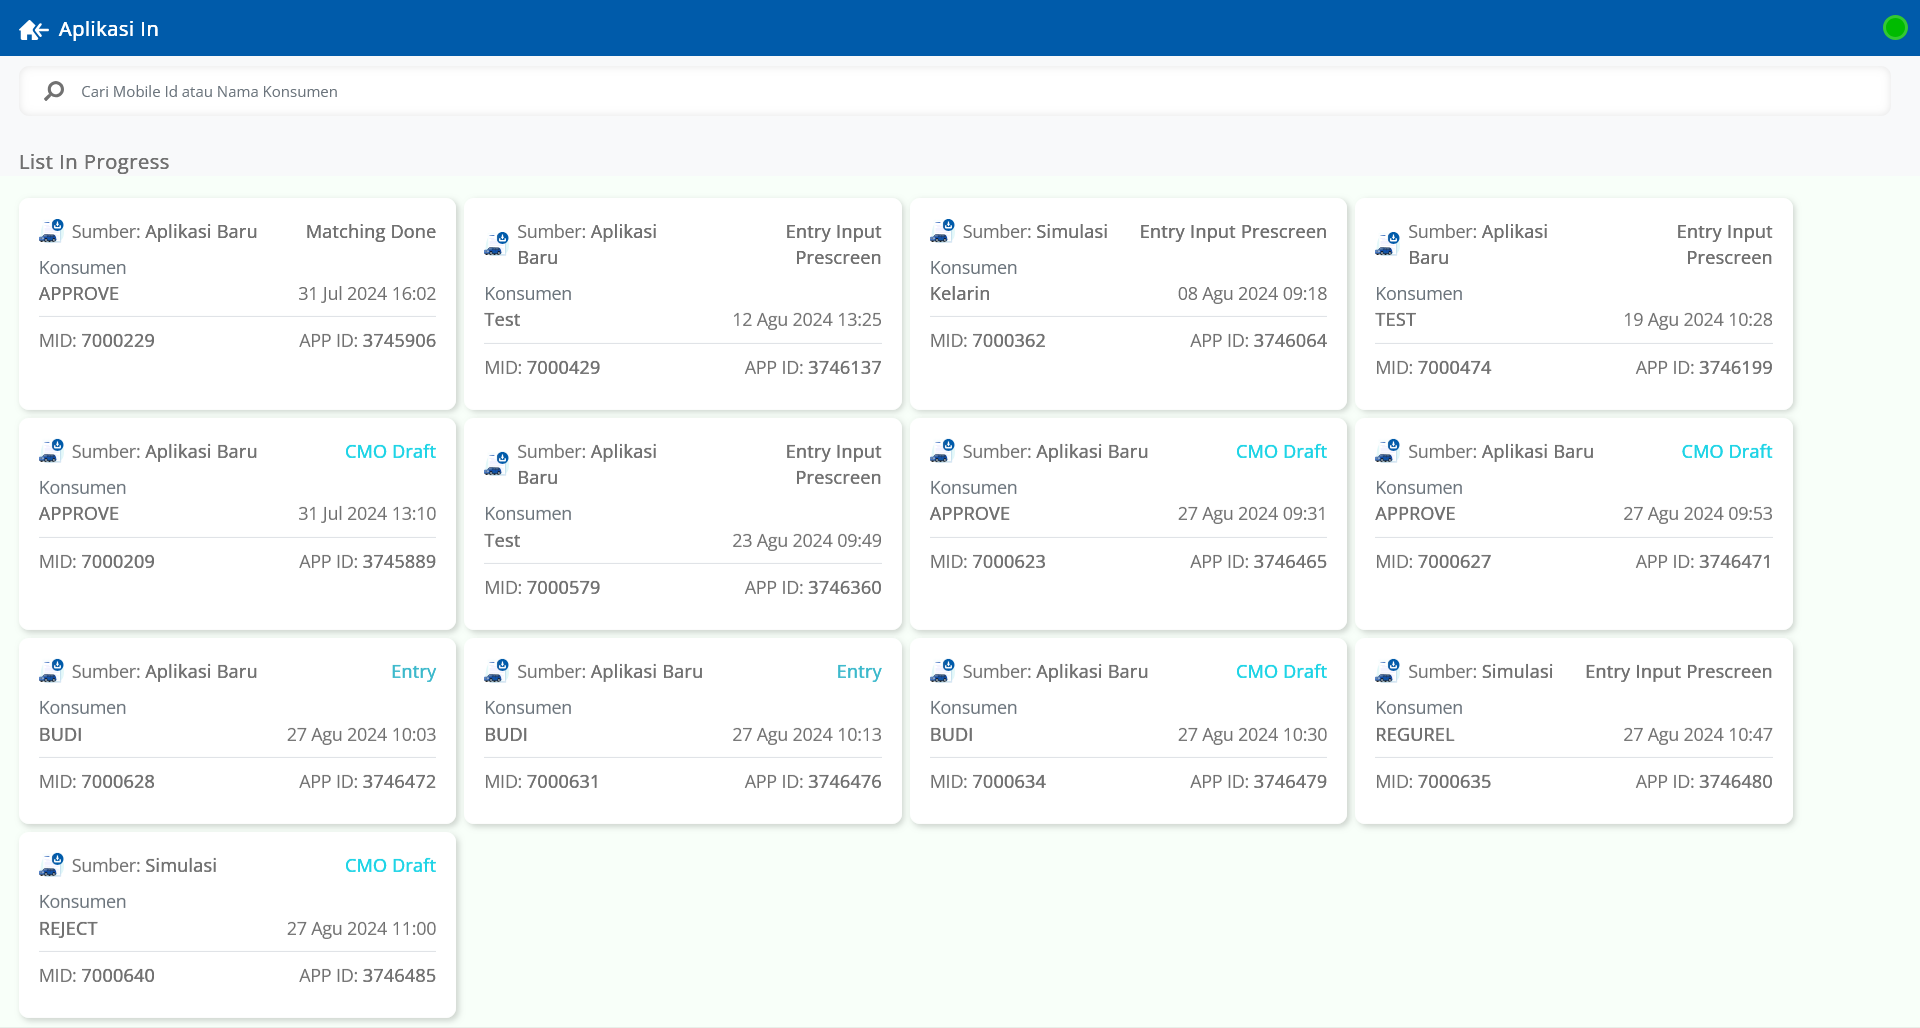 Aplikasi In
Cari Mobile Id atau Nama Konsumen
List In Progress
Sumber: Aplikasi Baru Matching Done
Konsumen
APPROVE 31 Jul 2024 16:02
MID: 7000229 APP ID: 3745906
Sumber: Aplikasi Entry Input
Baru Prescreen
Konsumen
Test 12 Agu 2024 13:25
MID: 7000429 APP ID: 3746137
Sumber: Simulasi Entry Input Prescreen
Konsumen
Kelarin 08 Agu 2024 09:18
MID: 7000362 APP ID: 3746064
Sumber: Aplikasi Entry Input
Baru Prescreen
Konsumen
TEST 19 Agu 2024 10:28
MID: 7000474 APP ID: 3746199
Sumber: Aplikasi Baru CMO Draft
Konsumen
APPROVE 31 Jul 2024 13:10
MID: 7000209 APP ID: 3745889
Sumber: Aplikasi Entry Input
Baru Prescreen
Konsumen
Test 23 Agu 2024 09:49
MID: 7000579 APP ID: 3746360
Sumber: Aplikasi Baru CMO Draft
Konsumen
APPROVE 27 Agu 2024 09:31
MID: 7000623 APP ID: 3746465
Sumber: Aplikasi Baru CMO Draft
Konsumen
APPROVE 27 Agu 2024 09:53
MID: 7000627 APP ID: 3746471
Sumber: Aplikasi Baru Entry
Konsumen
BUDI 27 Agu 2024 10:03
MID: 7000628 APP ID: 3746472
Sumber: Aplikasi Baru Entry
Konsumen
BUDI 27 Agu 2024 10:13
MID: 7000631 APP ID: 3746476
Sumber: Aplikasi Baru CMO Draft
Konsumen
BUDI 27 Agu 2024 10:30
MID: 7000634 APP ID: 3746479
Sumber: Simulasi Entry Input Prescreen
Konsumen
REGUREL 27 Agu 2024 10:47
MID: 7000635 APP ID: 3746480
Sumber: Simulasi CMO Draft
Konsumen
REJECT 27 Agu 2024 11:00
MID: 7000640 APP ID: 3746485